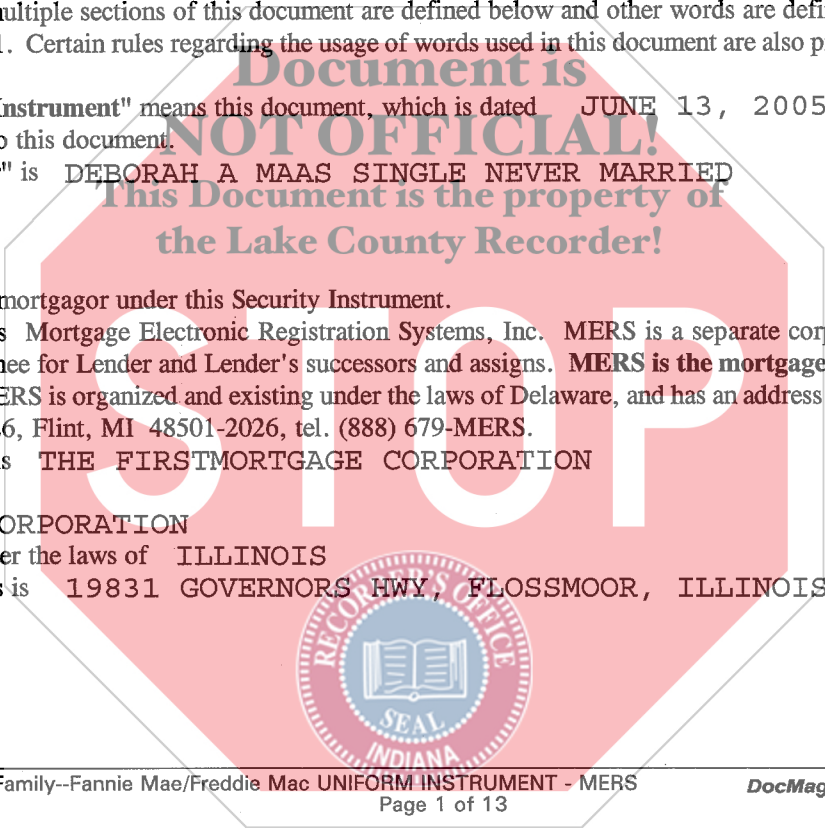 ultiple sections of this document are defined below and other words are defi
. Certain rules regarding the usage of words used in this document are also p
Document is
Instrument" means this document, which is dated JUNE 13, 2005
NOT OFFICIAL!
o this document.
" is DEBORAH A MAAS SINGLE NEVER MARRIED
This Document is the property of
the Lake County Recorder!
mortgagor under this Security Instrument.
s Mortgage Electronic Registration Systems, Inc. MERS is a separate cor
nee for Lender and Lender's successors and assigns. MERS is the mortgage
ERS is organized and existing under the laws of Delaware, and has an address
6, Flint, MI 48501-2026, tel. (888) 679-MERS.
s THE FIRSTMORTGAGE CORPORATION
STOP
ORPORATION
er the laws of ILLINOIS
s is 19831 GOVERNORS HWY, FLOSSMOOR, ILLINOIS
RECORDER'S OFFICE
SEAL
INDIANA
Family--Fannie Mae/Freddie Mac UNIFORM INSTRUMENT - MERS DocMag
Page 1 of 13